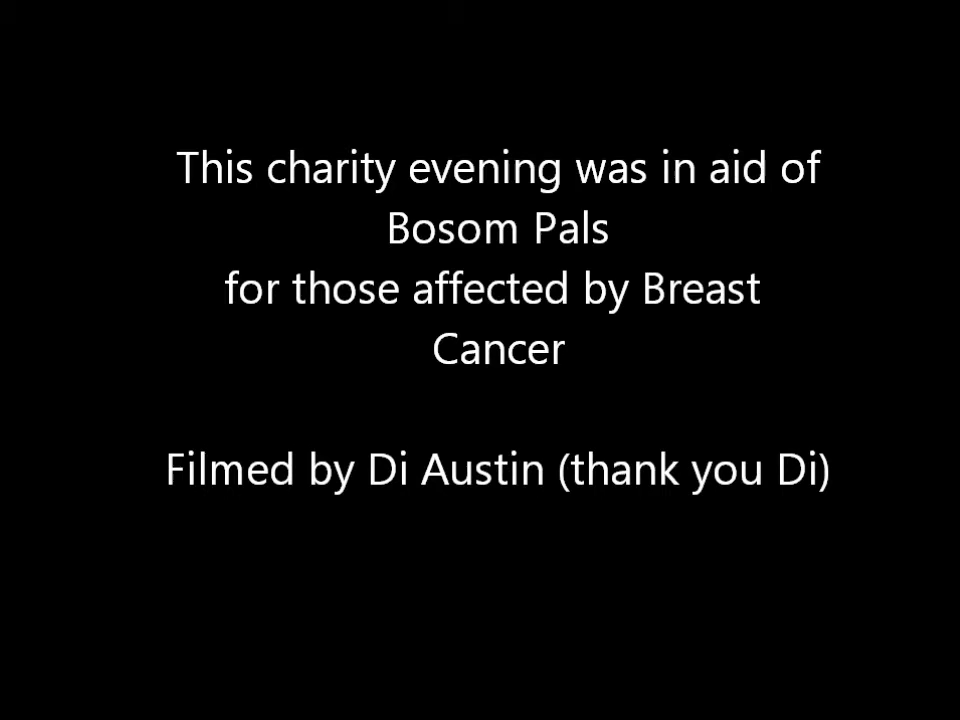 This charity evening was in aid of
Bosom Pals
for those affected by Breast
Cancer
Filmed by Di Austin (thank you Di)